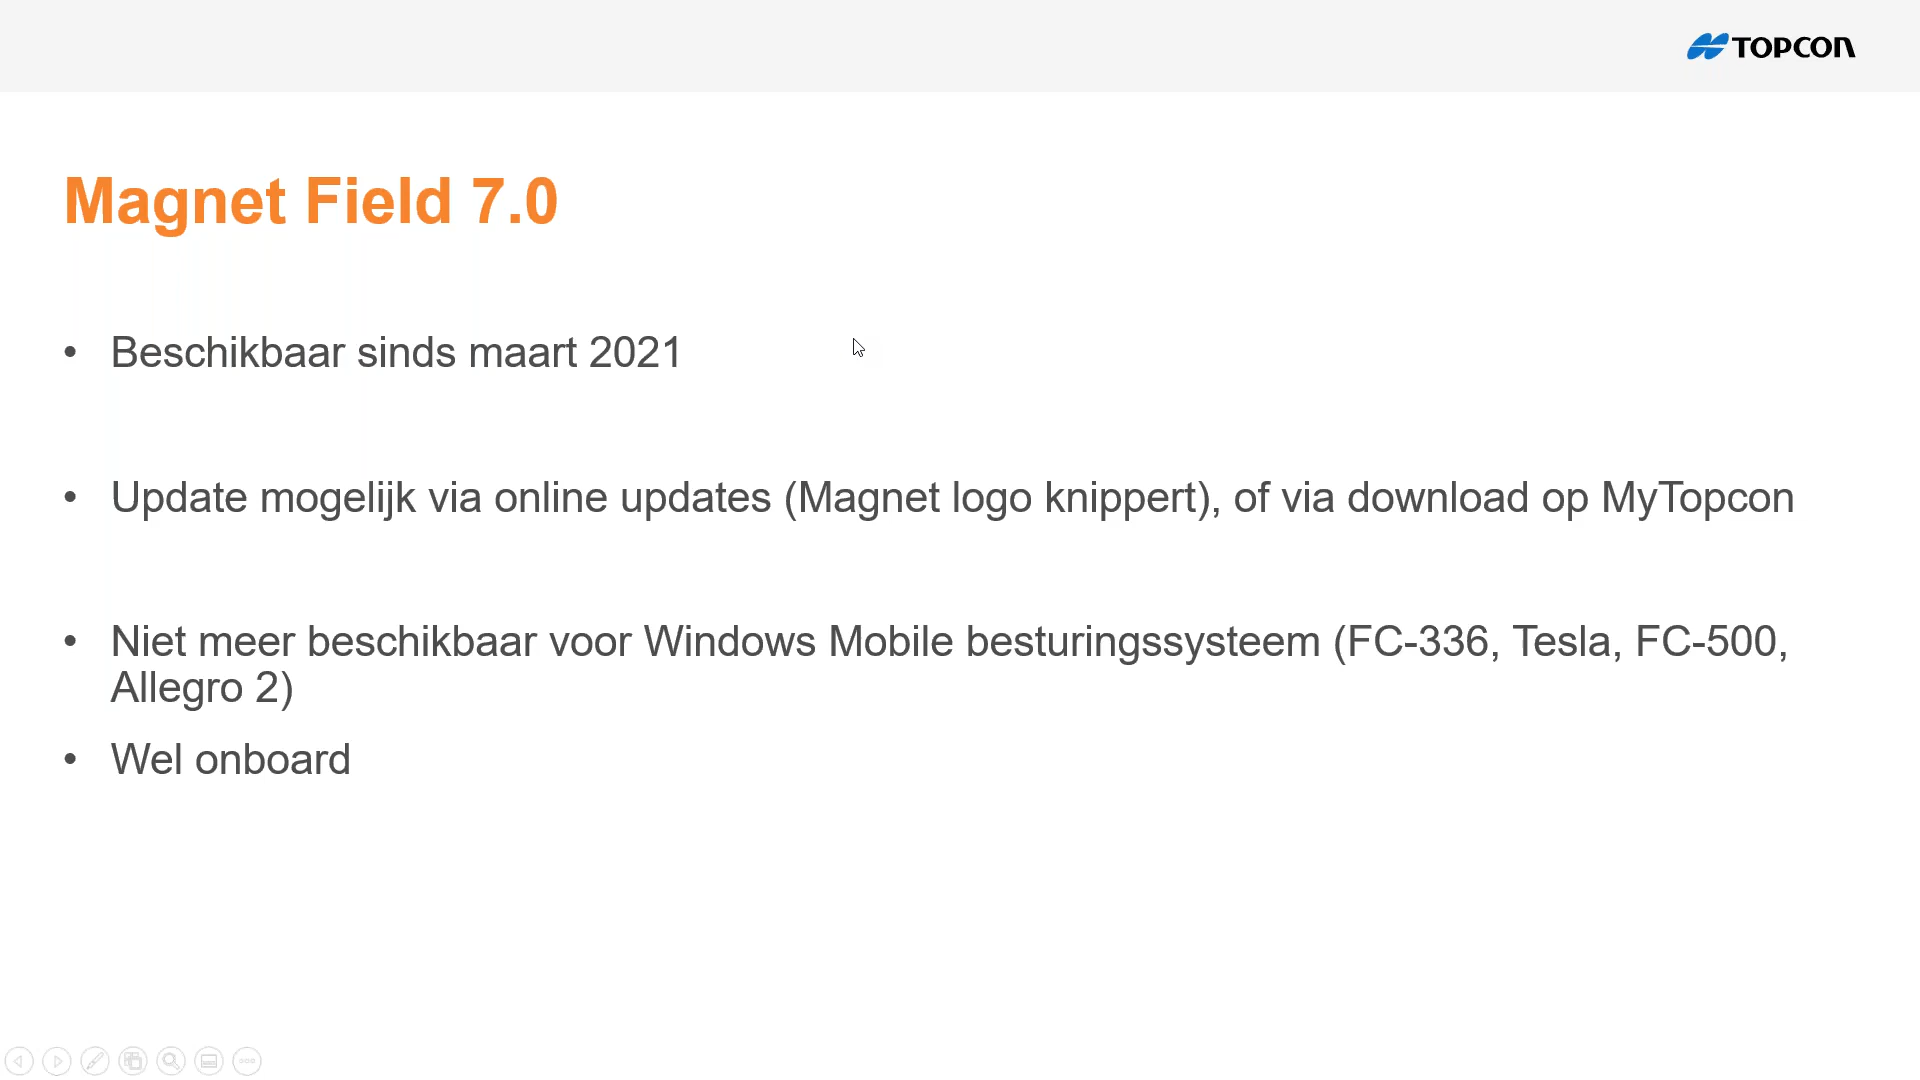 TOPCON
Magnet Field 7.0
• Beschikbaar sinds maart 2021
• Update mogelijk via online updates (Magnet logo knippert), of via download op MyTopcon
• Niet meer beschikbaar voor Windows Mobile besturingssysteem (FC-336, Tesla, FC-500,
Allegro 2)
• Wel onboard